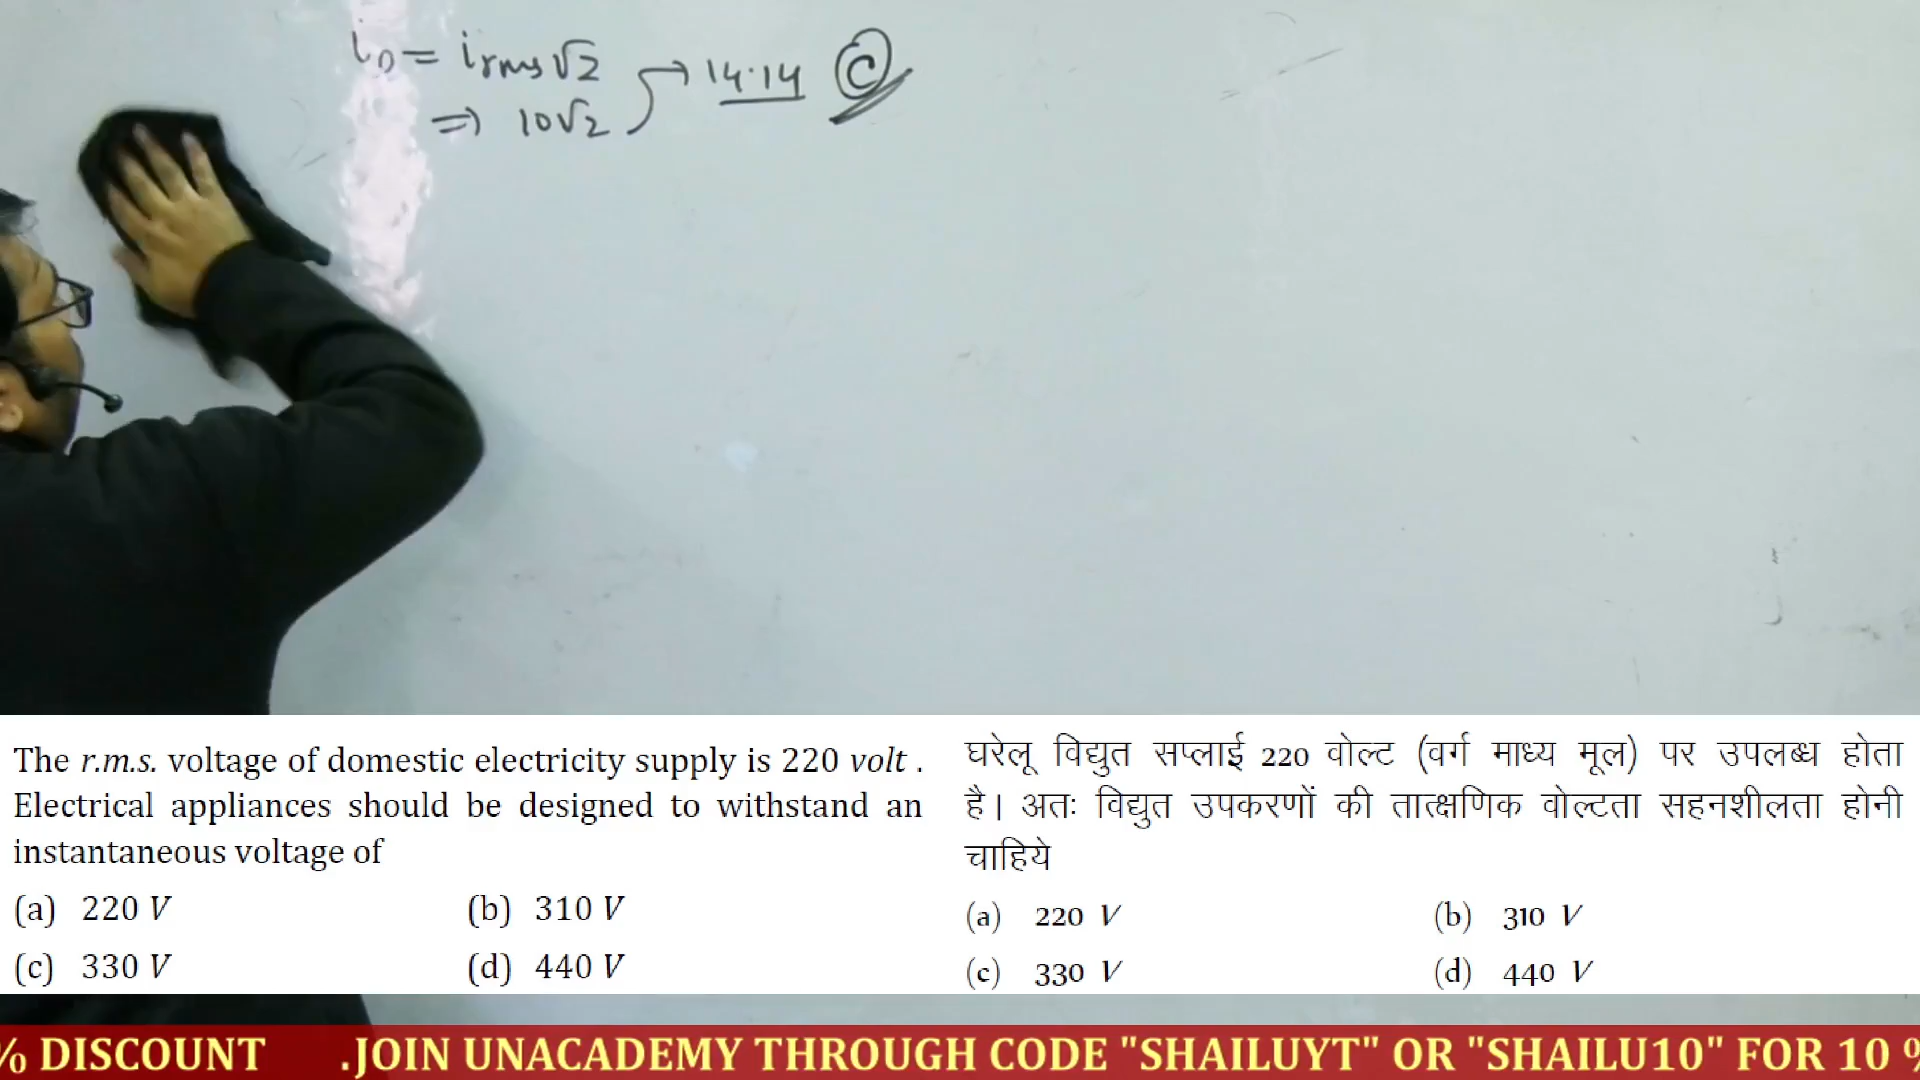 i₀ = irms√2
⇒ 10√2 → 14.14 C
The r.m.s. voltage of domestic electricity supply is 220 volt .
Electrical appliances should be designed to withstand an
instantaneous voltage of
(a) 220 V (b) 310 V
(c) 330 V (d) 440 V
घरेलू विद्युत सप्लाई 220 वोल्ट (वर्ग माध्य मूल) पर उपलब्ध होता
है। अतः विद्युत उपकरणों की तात्क्षणिक वोल्टता सहनशीलता होनी
चाहिये
(a) 220 V (b) 310 V
(c) 330 V (d) 440 V
% DISCOUNT .JOIN UNACADEMY THROUGH CODE "SHAILUYT" OR "SHAILU10" FOR 10 %